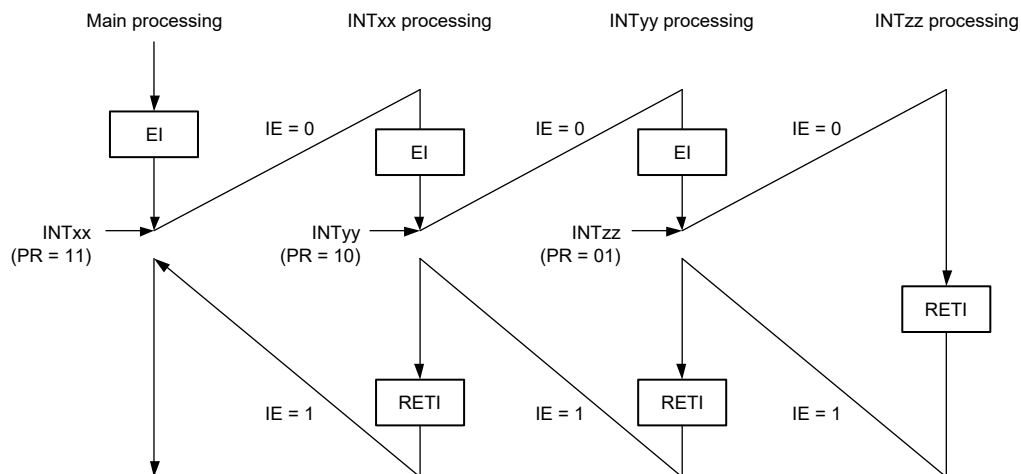 Main processing
INTxx processing
INTyy processing
INTzz processing
EI
IE = 0
EI
IE = 0
EI
IE = 0
INTxx
(PR = 11)
INTyy
(PR = 10)
INTzz
(PR = 01)
RETI
IE = 1
RETI
IE = 1
RETI
IE = 1